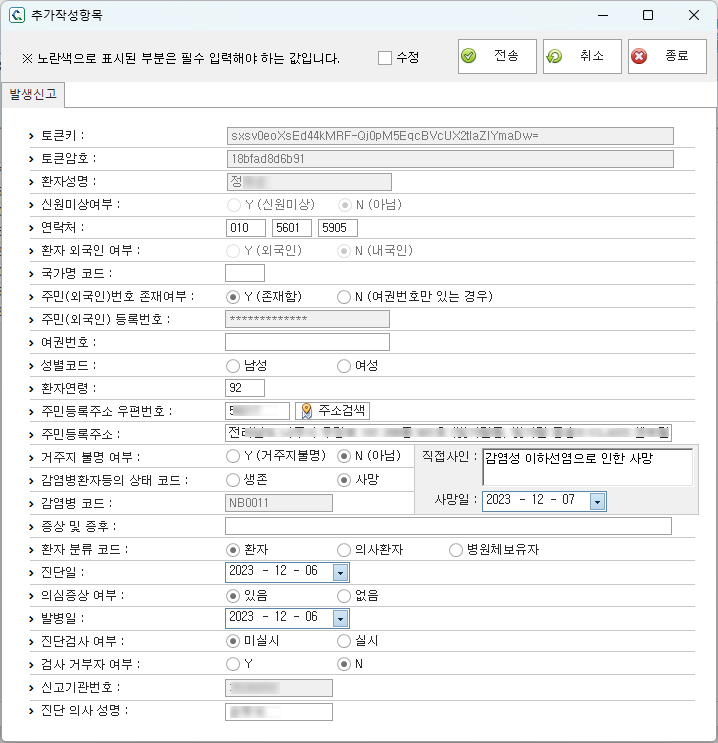 추가작성항목
※ 노란색으로 표시된 부분은 필수 입력해야 하는 값입니다. 수정 전송 취소 종료
발생신고
토큰키 : sxsv0eoXsEd44kMRF-Qj0pM5EqcBVcUX2tlaZlYmaDw=
토큰암호 : 18bfad8d6b91
환자성명 : 정
신원미상여부 : Y (신원미상) N (아님)
연락처 : 010 5601 5905
환자 외국인 여부 : Y (외국인) N (내국인)
국가명 코드 :
주민(외국인)번호 존재여부 : Y (존재함) N (여권번호만 있는 경우)
주민(외국인) 등록번호 : *************
여권번호 :
성별코드 : 남성 여성
환자연령 : 92
주민등록주소 우편번호 : 주소검색
주민등록주소 :
거주지 불명 여부 : Y (거주지불명) N (아님) 직접사인 : 감염성 이하선염으로 인한 사망
감염병환자등의 상태 코드 : 생존 사망
사망일 : 2023 - 12 - 07
감염병 코드 : NB0011
증상 및 증후 :
환자 분류 코드 : 환자 의사환자 병원체보유자
진단일 : 2023 - 12 - 06
의심증상 여부 : 있음 없음
발병일 : 2023 - 12 - 06
진단검사 여부 : 미실시 실시
검사 거부자 여부 : Y N
신고기관번호 :
진단 의사 성명 :